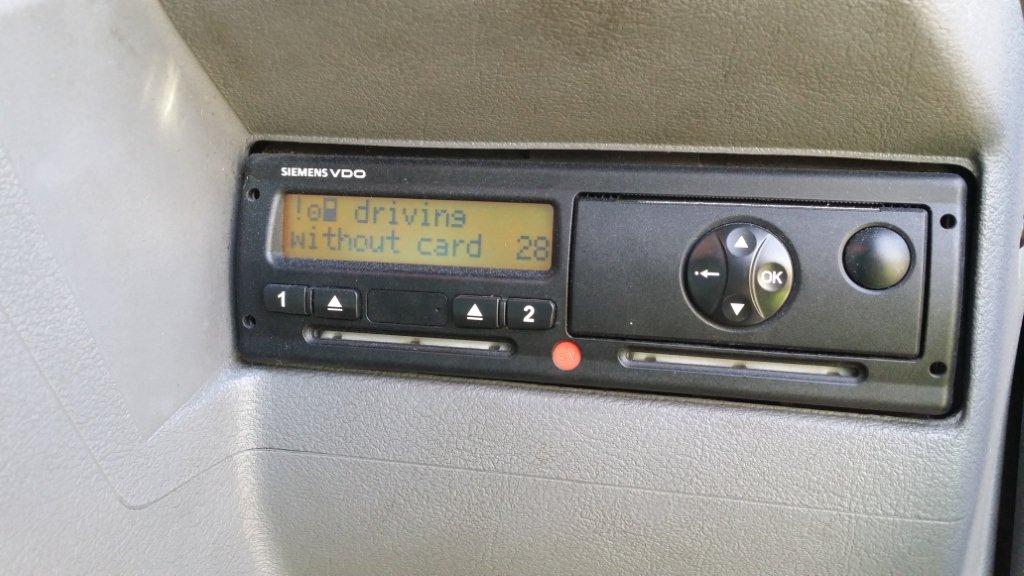 SIEMENS VDO
! driving
without card 28
1
2
OK